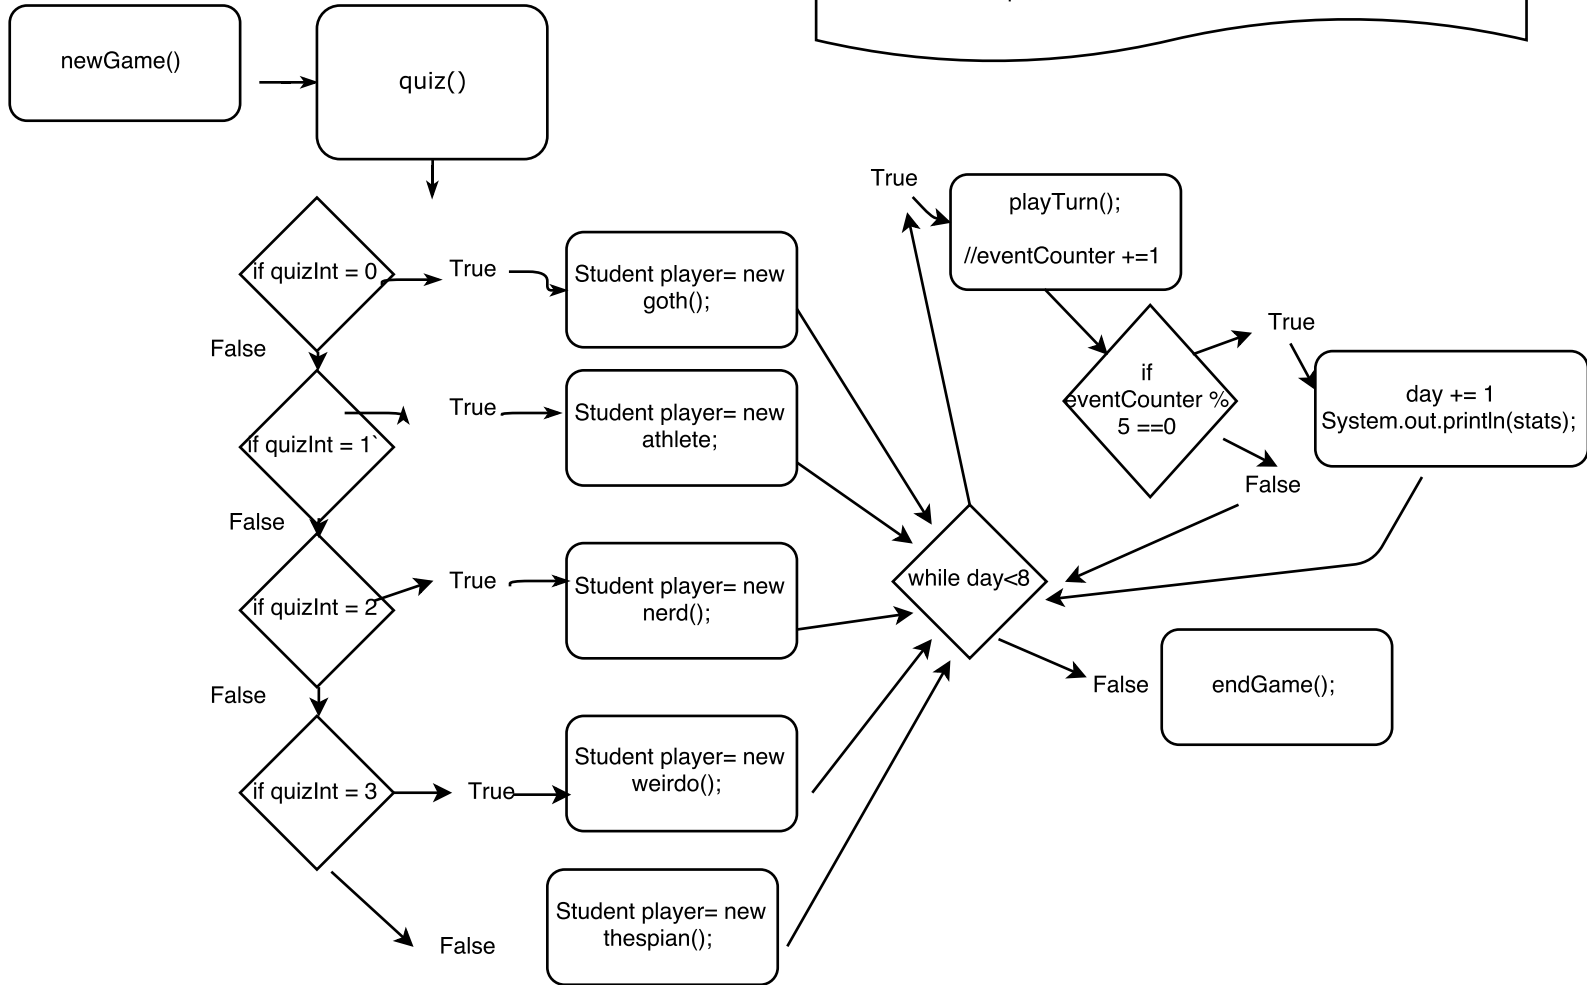 newGame()
quiz()
if quizInt = 0
True
Student player= new
goth();
False
if quizInt = 1`
True
Student player= new
athlete;
False
if quizInt = 2
True
Student player= new
nerd();
False
if quizInt = 3
True
Student player= new
weirdo();
False
Student player= new
thespian();
while day<8
True
playTurn();
//eventCounter +=1
if
eventCounter %
5 ==0
True
day += 1
System.out.println(stats);
False
False
endGame();